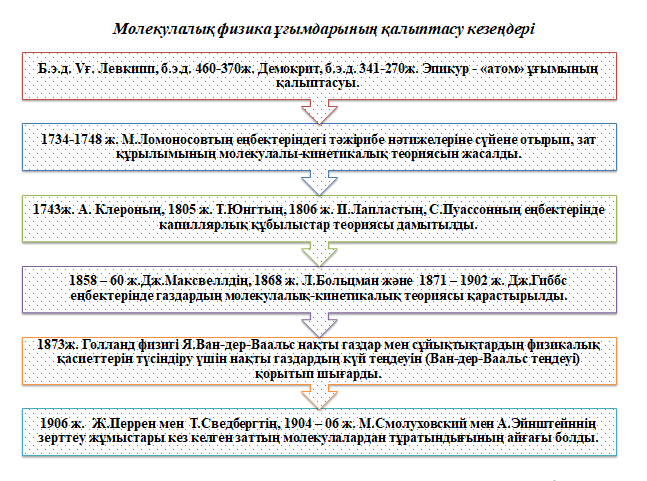 Молекулалық физика ұғымдарының қалыптасу кезеңдері
Б.э.д. Vғ. Левкипп, б.э.д. 460-370ж. Демокрит, б.э.д. 341-270ж. Эпикур - «атом» ұғымының
қалыптасуы.
1734-1748 ж. М.Ломоносовтың еңбектеріндегі тәжірибе нәтижелеріне сүйене отырып, зат
құрылымының молекулалы-кинетикалық теориясын жасалды.
1743ж. А. Клероның, 1805 ж. Т.Юнгтың, 1806 ж. П.Лапластың, С.Пуассонның еңбектерінде
капиллярлық құбылыстар теориясы дамытылды.
1858 – 60 ж.Дж.Максвеллдің, 1868 ж. Л.Больцман және 1871 – 1902 ж. Дж.Гиббс
еңбектерінде газдардың молекулалық-кинетикалық теориясы қарастырылды.
1873ж. Голланд физигі Я.Ван-дер-Ваальс нақты газдар мен сұйықтықтардың физикалық
қасиеттерін түсіндіру үшін нақты газдардың күй теңдеуін (Ван-дер-Ваальс теңдеуі)
қорытып шығарды.
1906 ж. Ж.Перрен мен Т.Сведбергтің, 1904 – 06 ж. М.Смолуховский мен А.Эйнштейннің
зерттеу жұмыстары кез келген заттың молекулалардан тұратындығының айғағы болды.